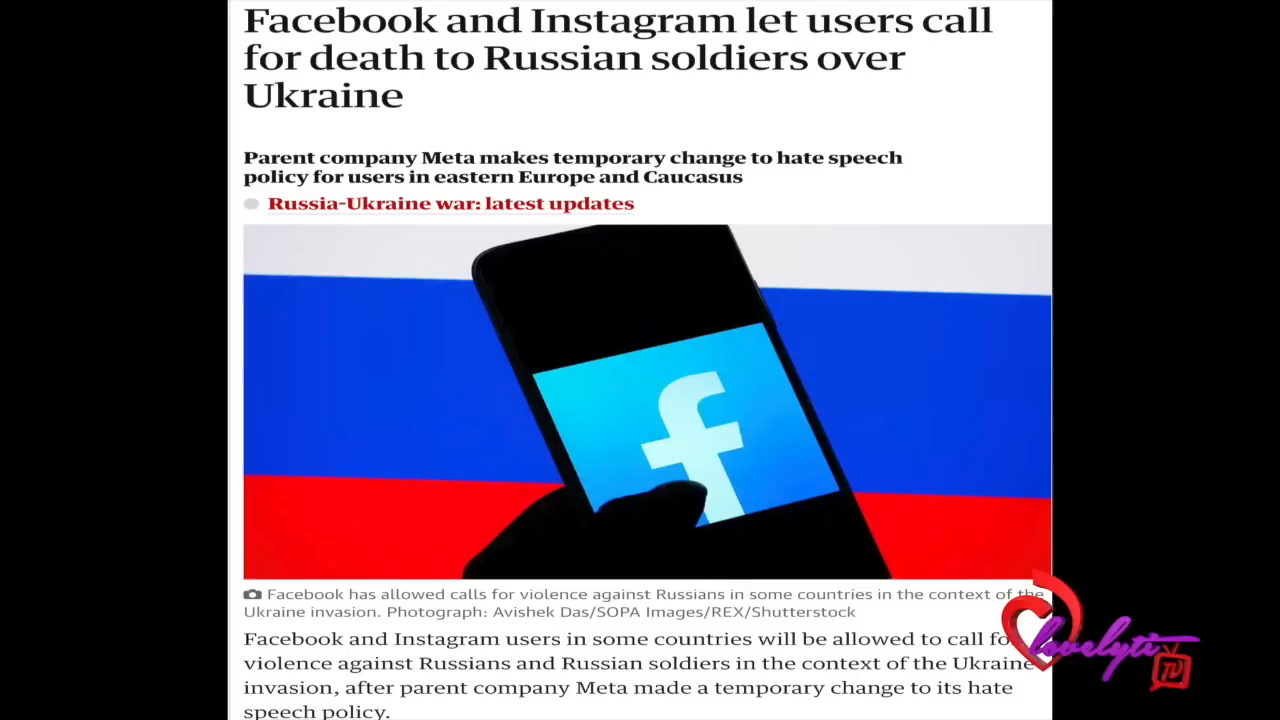 Facebook and Instagram let users call
for death to Russian soldiers over
Ukraine
Parent company Meta makes temporary change to hate speech
policy for users in eastern Europe and Caucasus
Russia-Ukraine war: latest updates
f
Facebook has allowed calls for violence against Russians in some countries in the context of the
Ukraine invasion. Photograph: Avishek Das/SOPA Images/REX/Shutterstock
Facebook and Instagram users in some countries will be allowed to call for
violence against Russians and Russian soldiers in the context of the Ukraine
invasion, after parent company Meta made a temporary change to its hate
speech policy.
lovelyti
TV